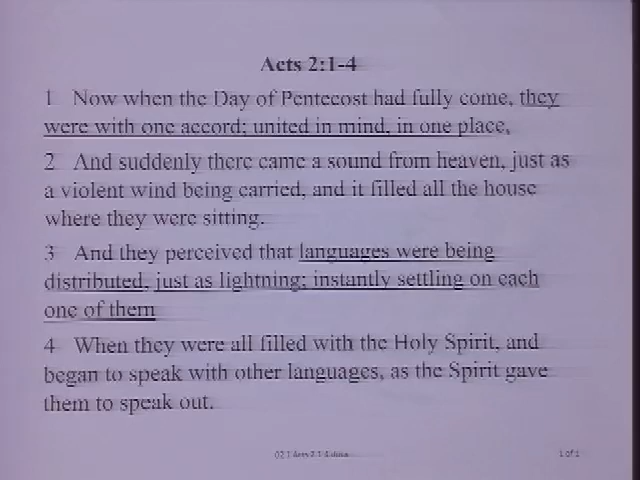 Acts 2:1-4
1 Now when the Day of Pentecost had fully come, they
were with one accord; united in mind, in one place,
2 And suddenly there came a sound from heaven, just as
a violent wind being carried, and it filled all the house
where they were sitting.
3 And they perceived that languages were being
distributed, just as lightning; instantly settling on each
one of them
4 When they were all filled with the Holy Spirit, and
began to speak with other languages, as the Spirit gave
them to speak out.
1 of 1